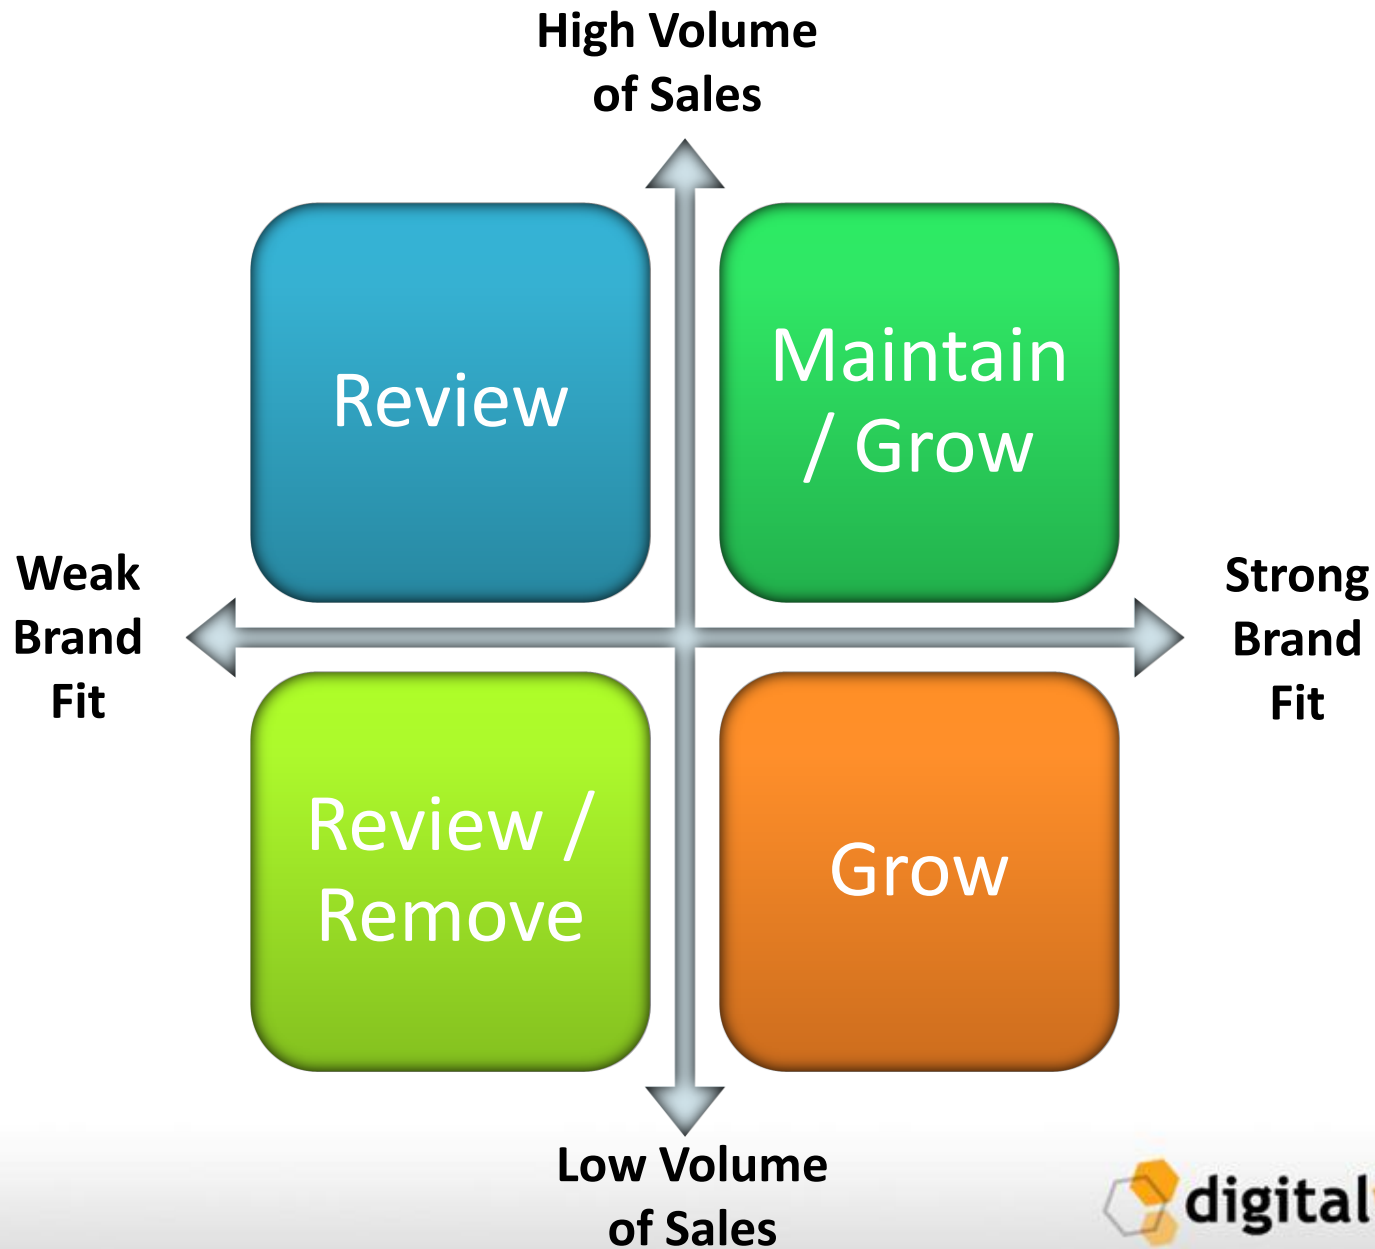 High Volume
of Sales
Review
Maintain
/ Grow
Weak
Brand
Fit
Strong
Brand
Fit
Review /
Remove
Grow
Low Volume
of Sales
digital